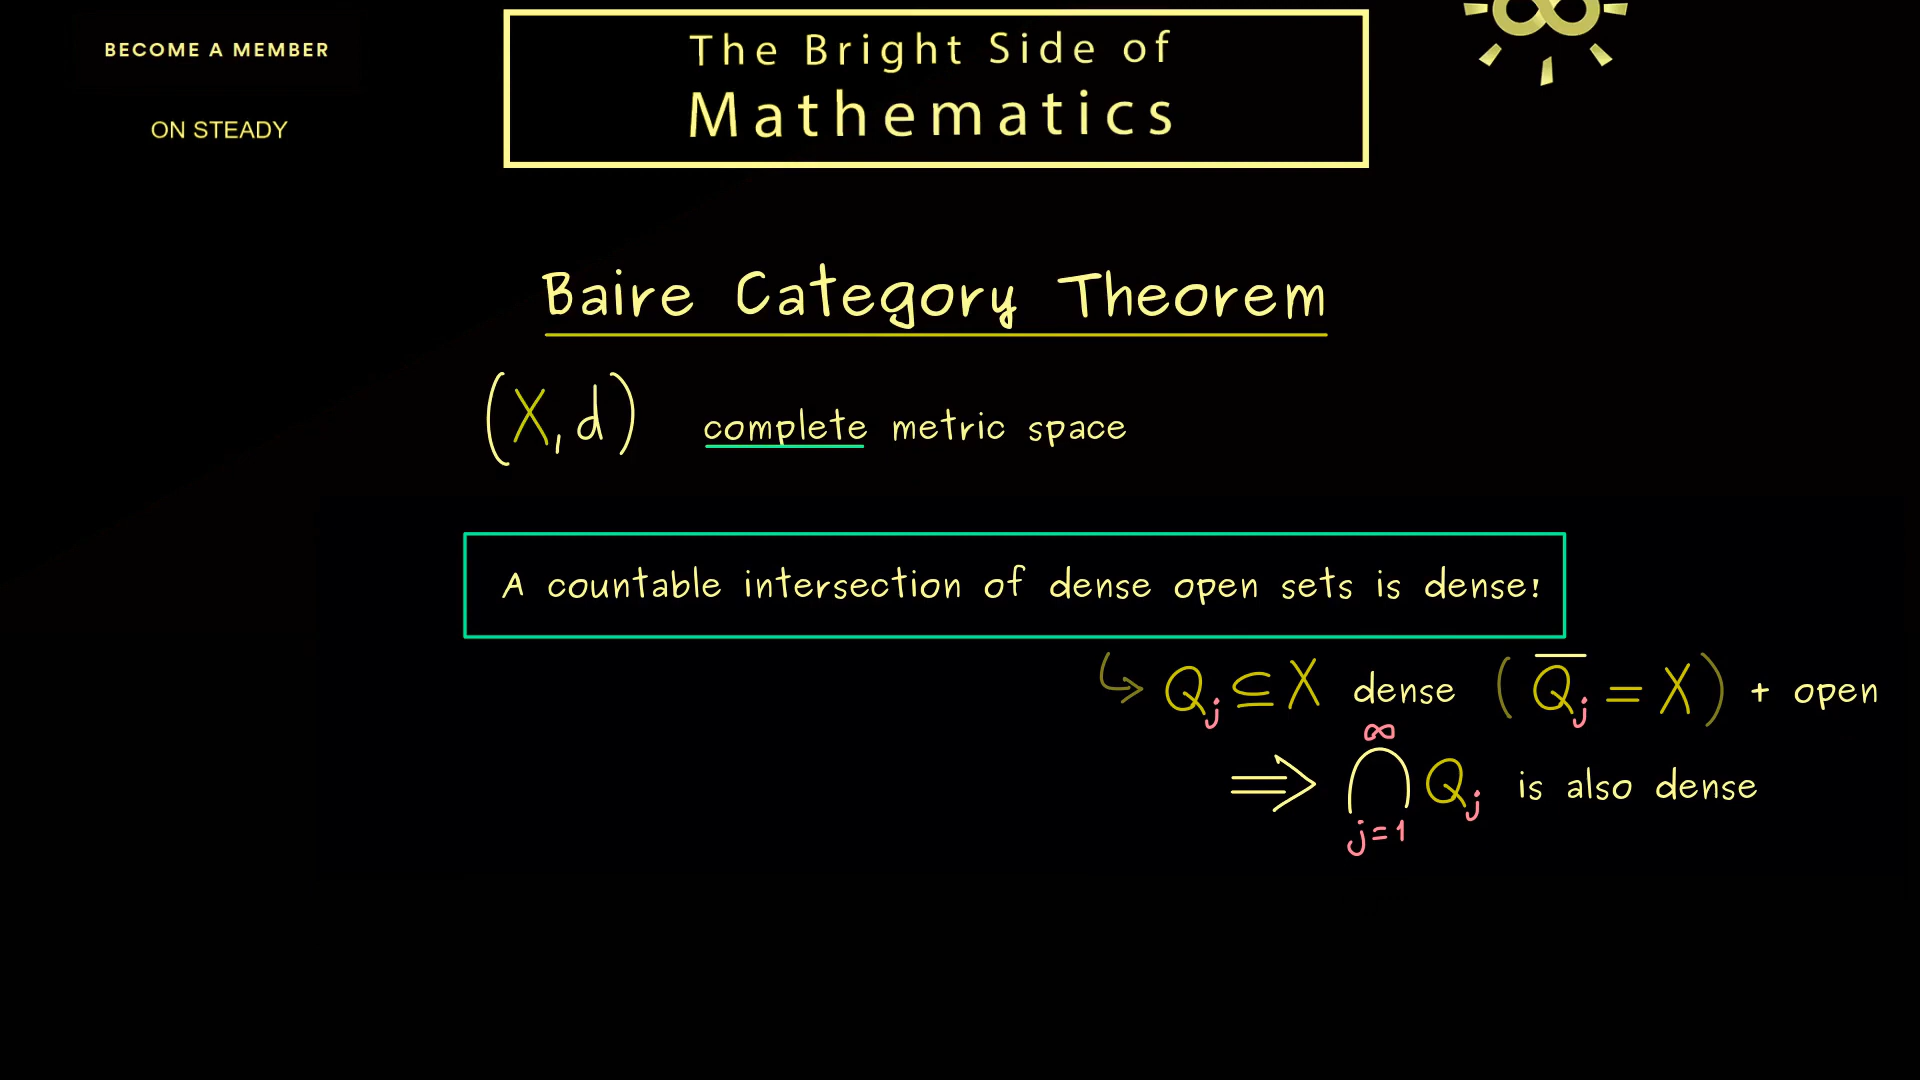 BECOME A MEMBER
ON STEADY
The Bright Side of
Mathematics
Baire Category Theorem
(X, d) complete metric space
A countable intersection of dense open sets is dense!
↪ Qⱼ ⊆ X dense ( Q̅ⱼ = X ) + open
⟹ ∞⋂j=1 Qⱼ is also dense